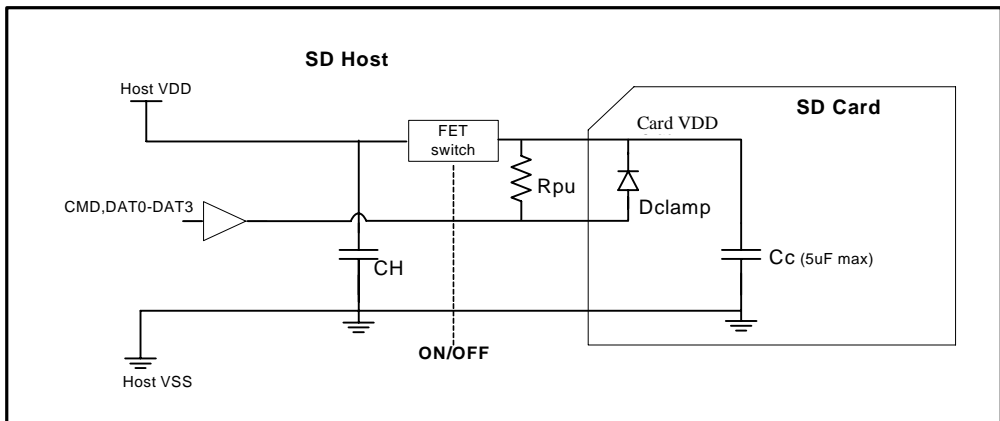 SD Host
Host VDD
SD Card
FET
switch
Card VDD
Rpu
Dclamp
CMD,DAT0-DAT3
CH
Cc (5uF max)
ON/OFF
Host VSS